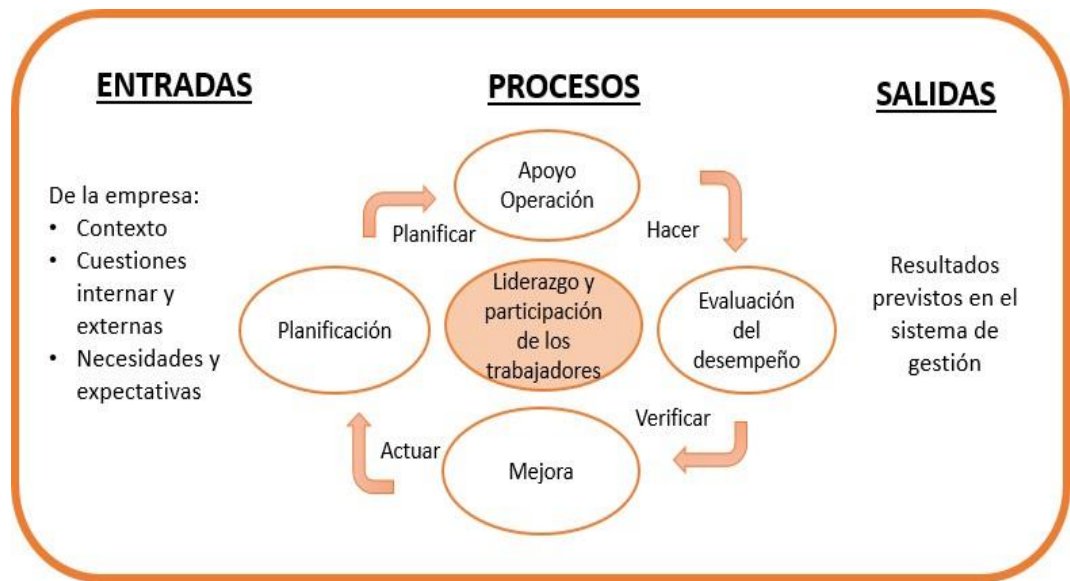 ENTRADAS
PROCESOS
SALIDAS
De la empresa:
• Contexto
• Cuestiones
internar y
externas
• Necesidades y
expectativas
Apoyo
Operación
Planificar
Hacer
Planificación
Liderazgo y
participación
de los
trabajadores
Evaluación
del
desempeño
Verificar
Actuar
Mejora
Resultados
previstos en el
sistema de
gestión